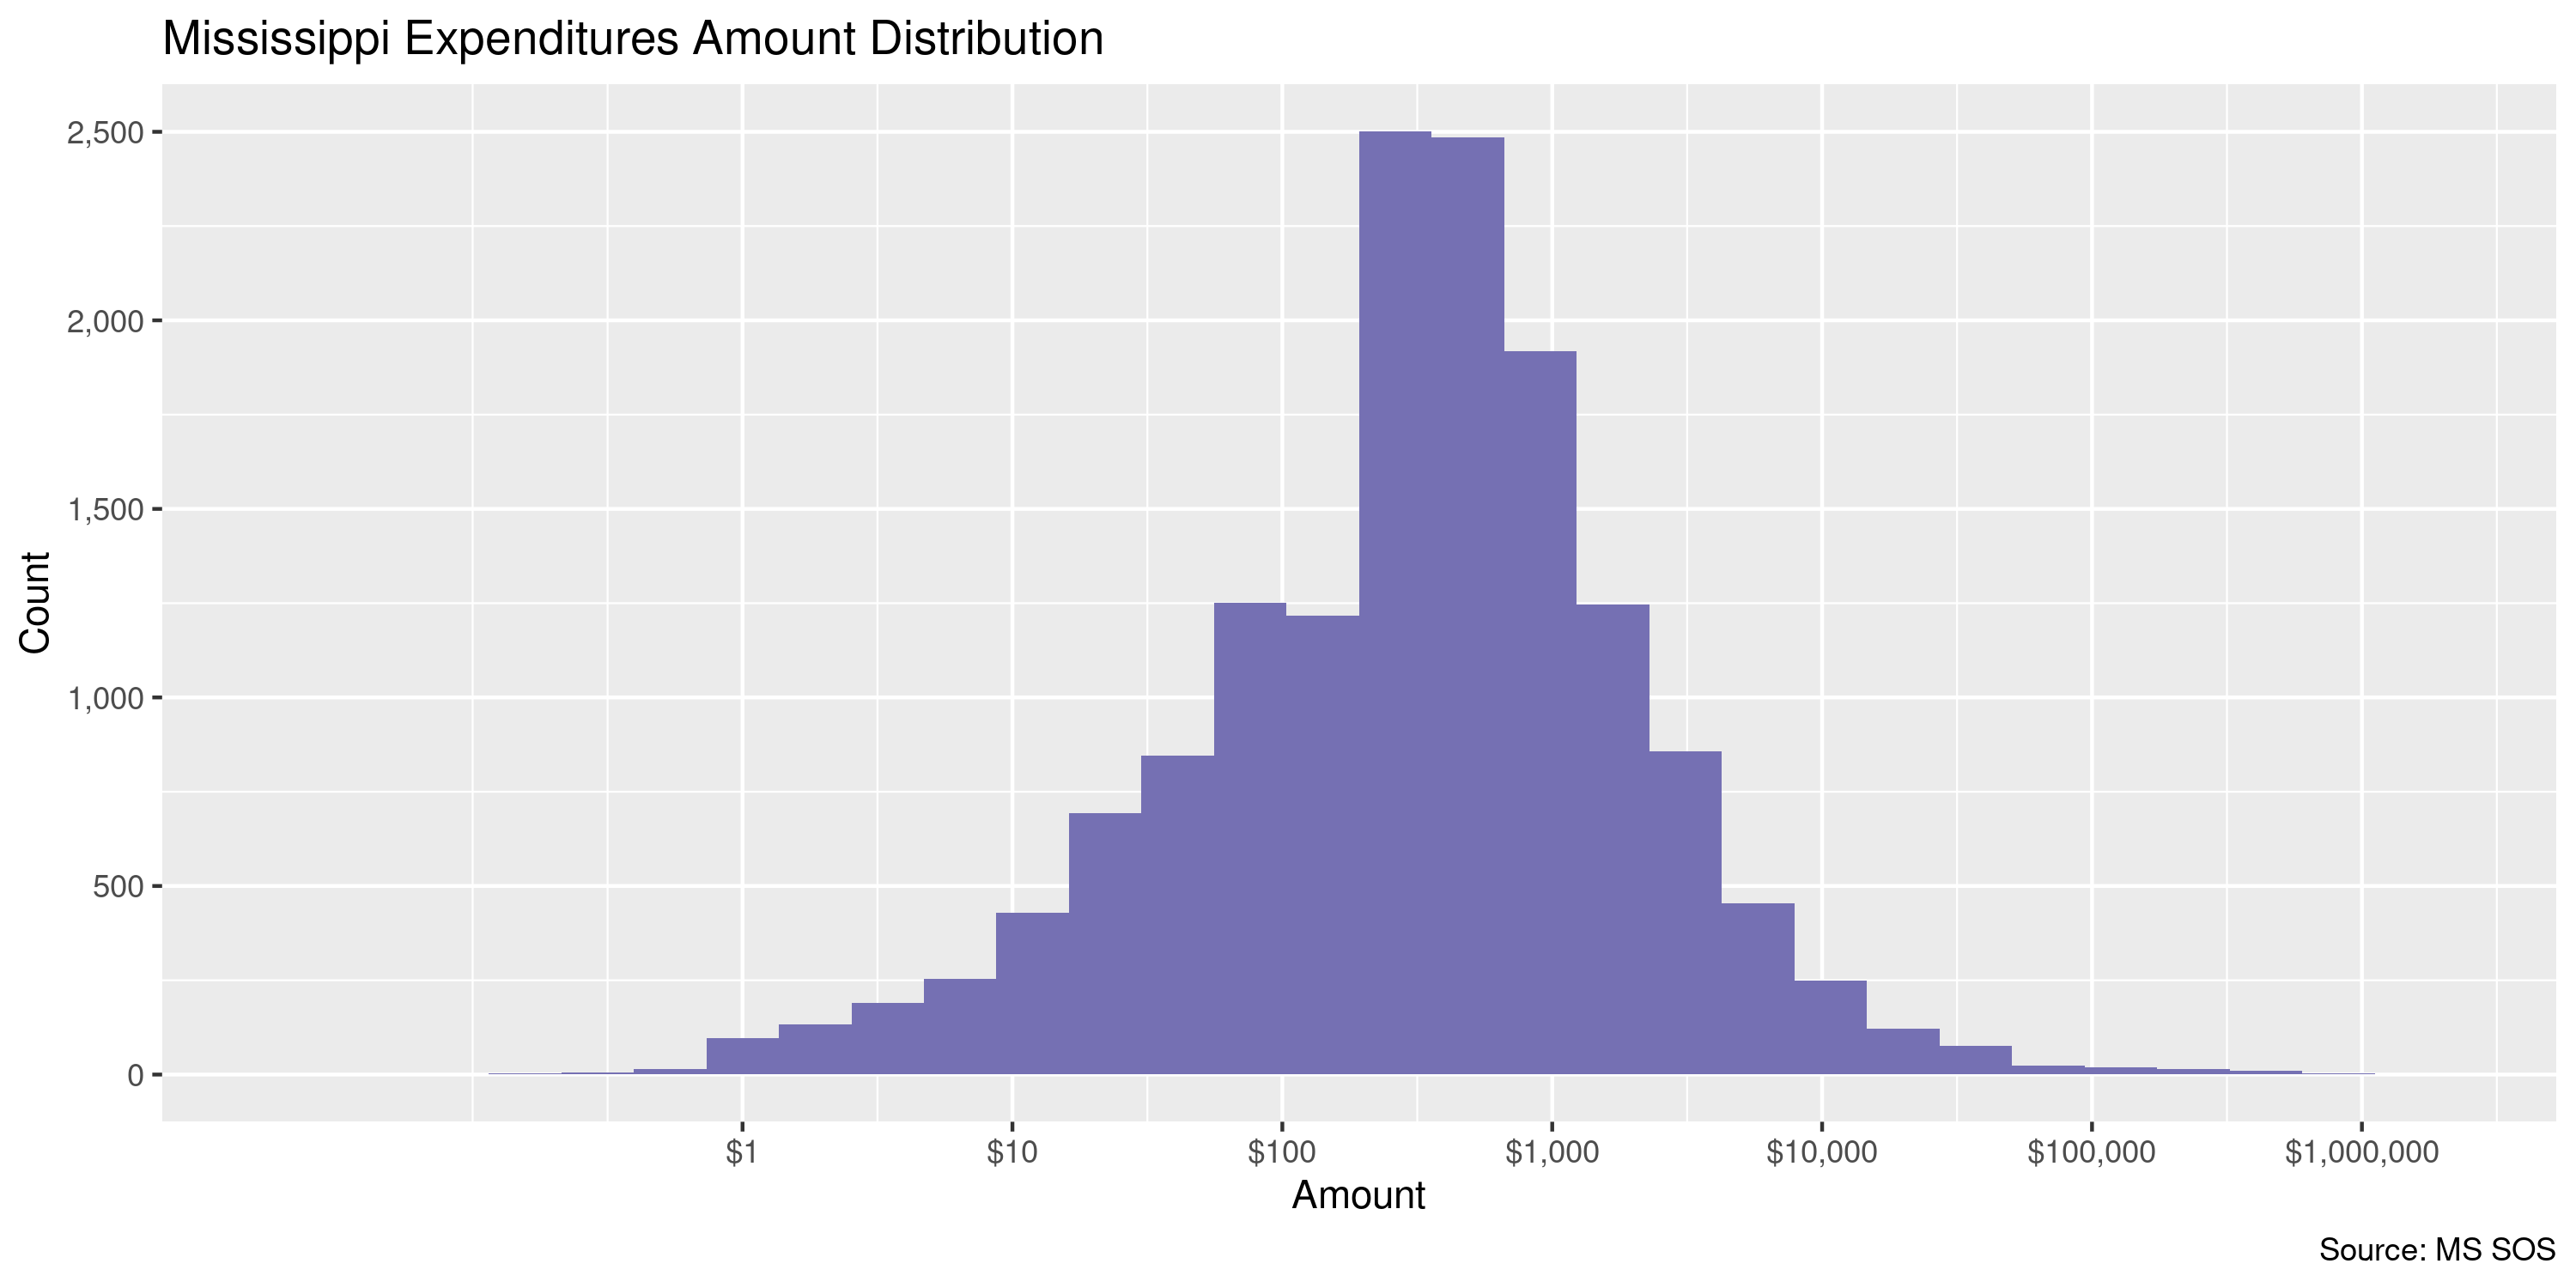 Mississippi Expenditures Amount Distribution
2,500
2,000
1,500
1,000
500
0
Count
$1 $10 $100 $1,000 $10,000 $100,000 $1,000,000
Amount
Source: MS SOS